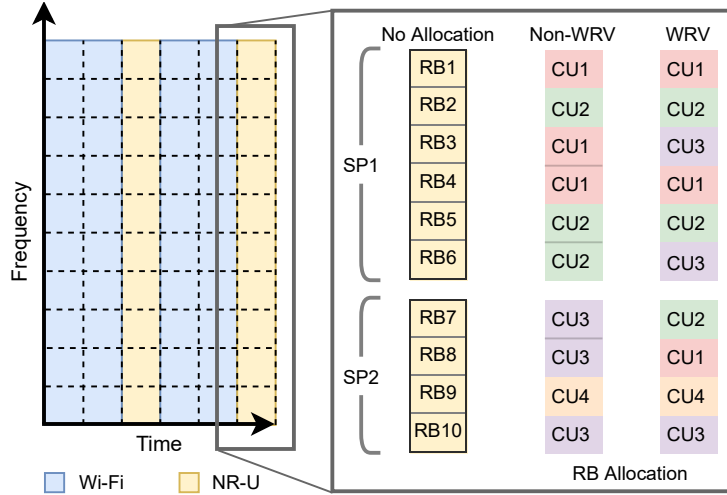 No Allocation Non-WRV WRV
RB1 CU1 CU1
RB2 CU2 CU2
RB3 CU1 CU3
SP1
RB4 CU1 CU1
RB5 CU2 CU2
RB6 CU2 CU3
RB7 CU3 CU2
RB8 CU3 CU1
SP2
RB9 CU4 CU4
RB10 CU3 CU3
RB Allocation
Frequency
Time
Wi-Fi NR-U